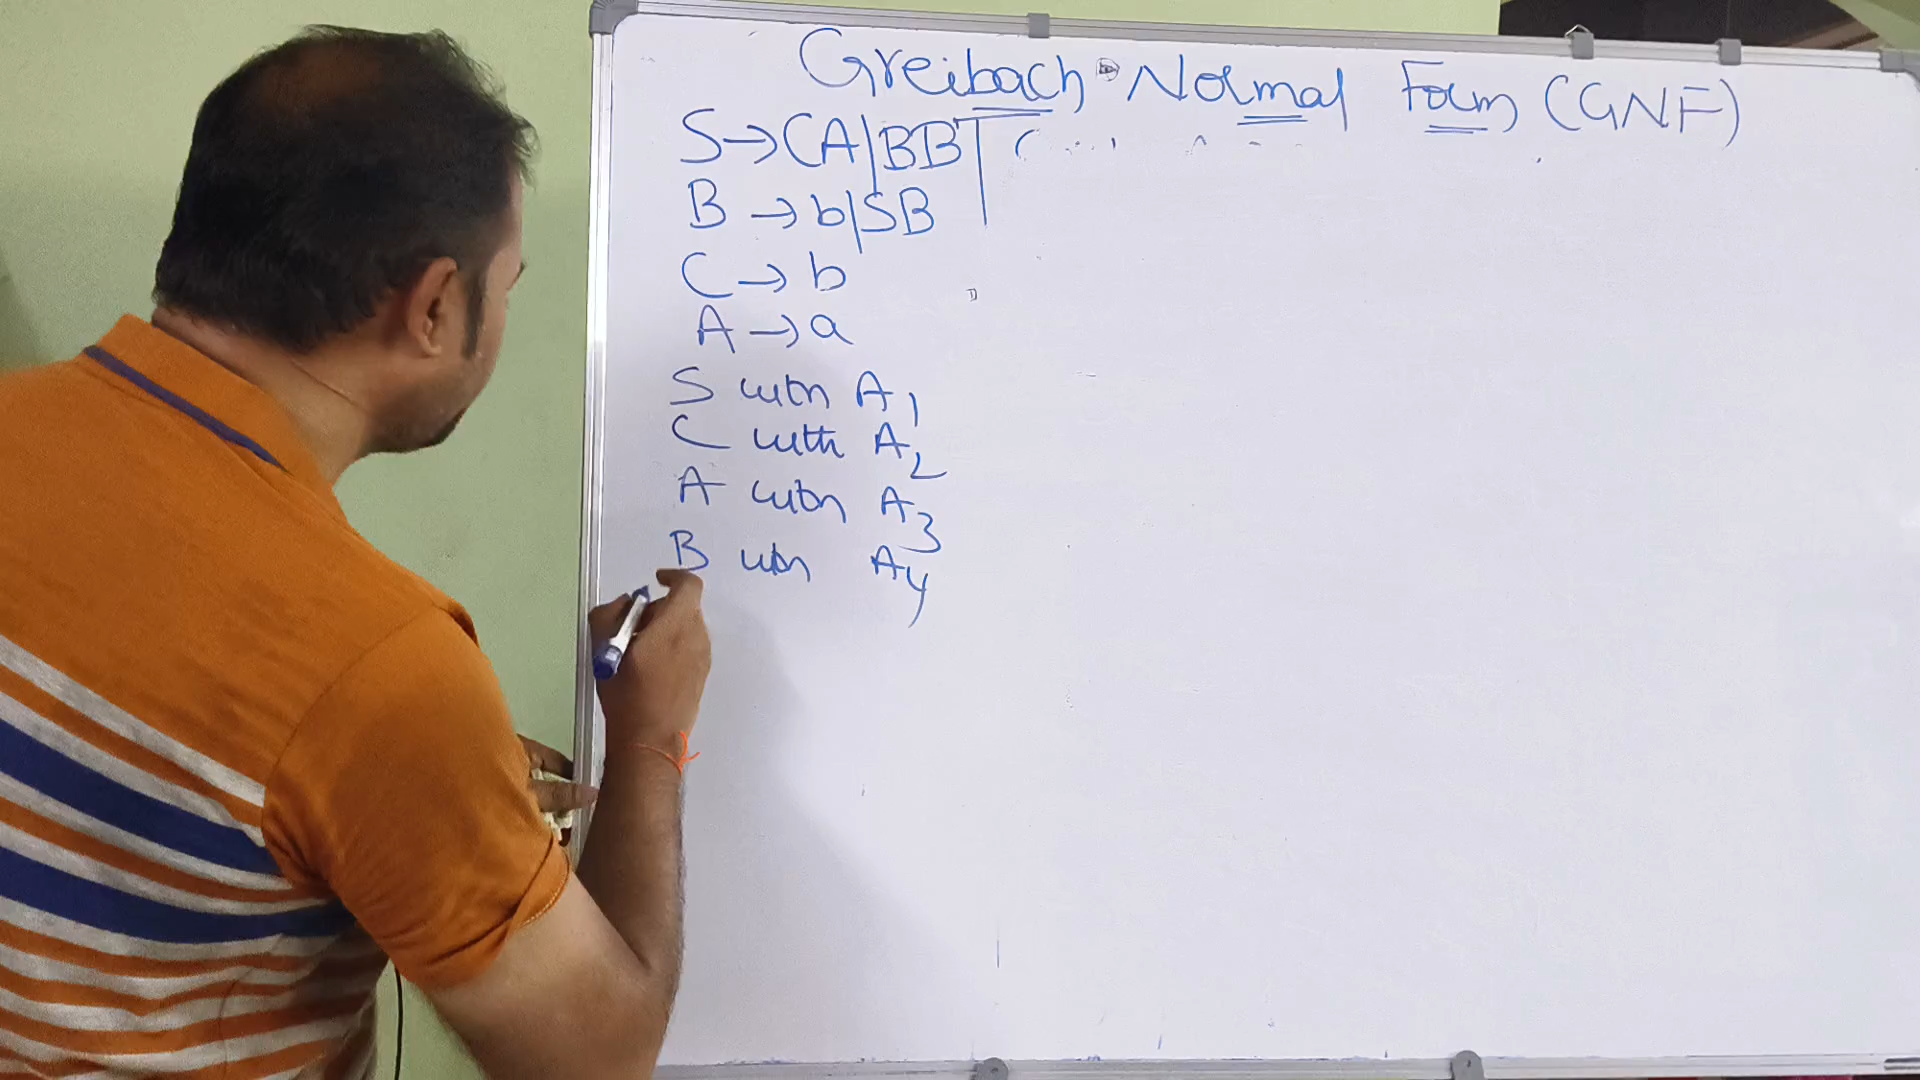 Greibach Normal Form (GNF)
S→CA|BB
B→b|SB
C→b
A→a
S with A1
C with A2
A with A3
B with A4